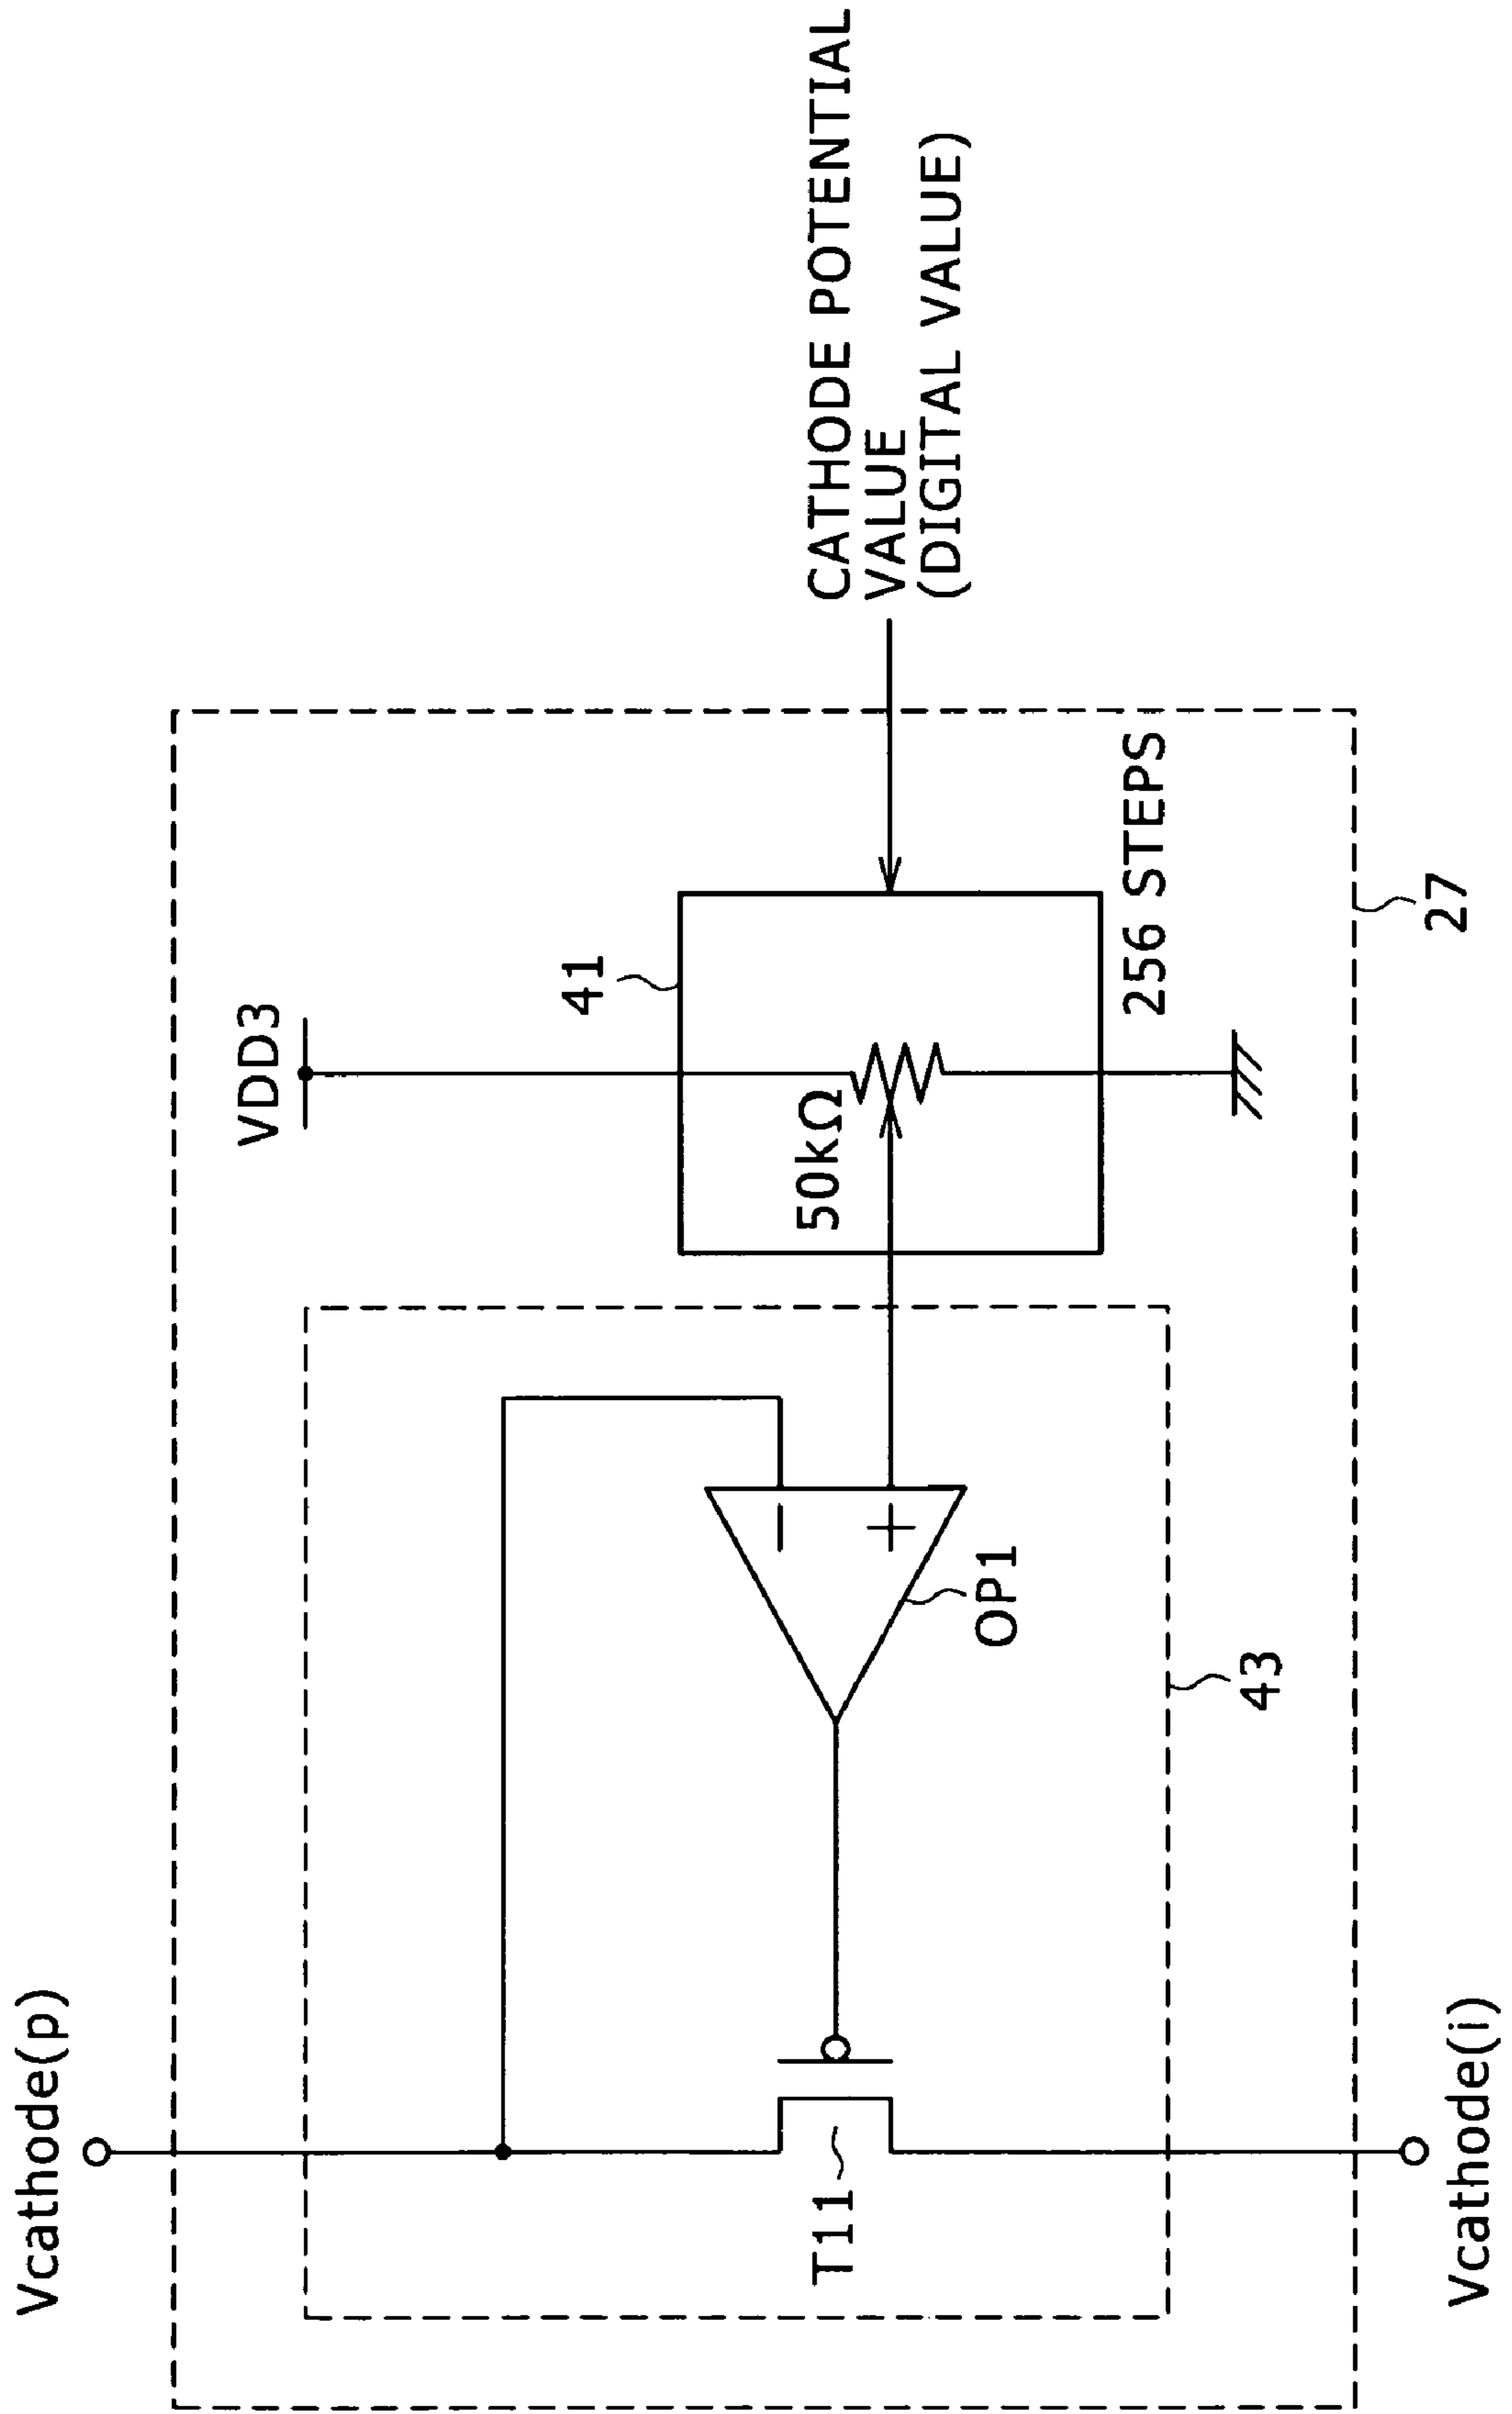 Vcathode(p)
VDD3
41
CATHODE POTENTIAL
VALUE
(DIGITAL VALUE)
50kΩ
256 STEPS
T11
OP1
43
27
Vcathode(i)